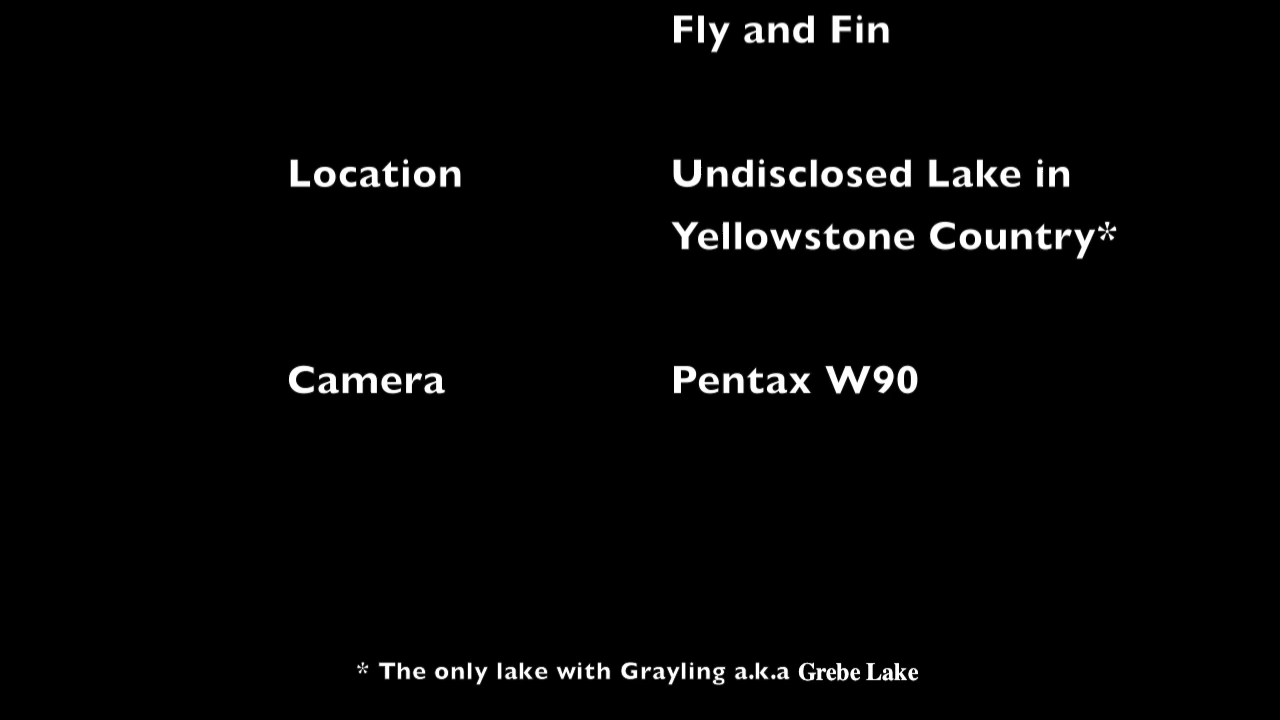 Fly and Fin
Location Undisclosed Lake in
Yellowstone Country*
Camera Pentax W90
* The only lake with Grayling a.k.a Grebe Lake